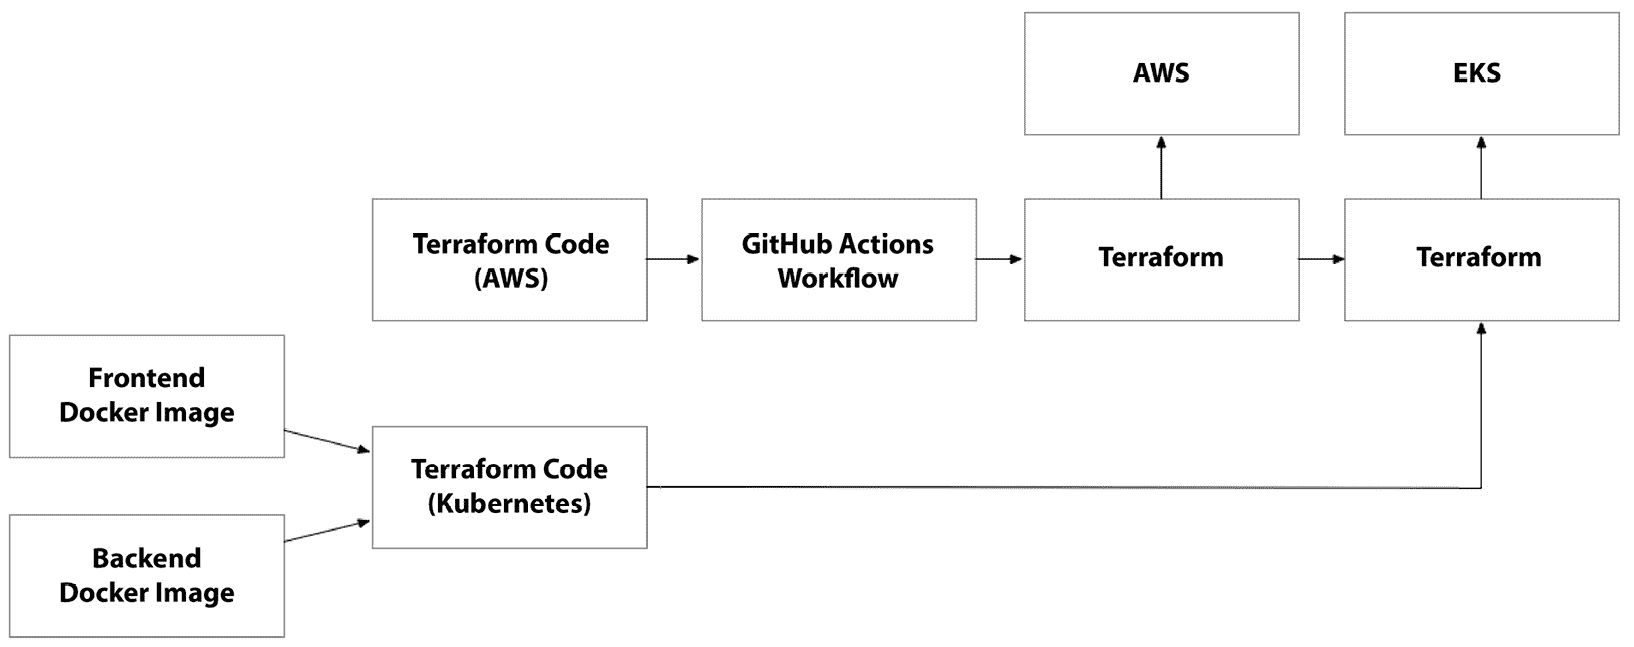 AWS
EKS
Terraform Code
(AWS)
GitHub Actions
Workflow
Terraform
Terraform
Frontend
Docker Image
Terraform Code
(Kubernetes)
Backend
Docker Image